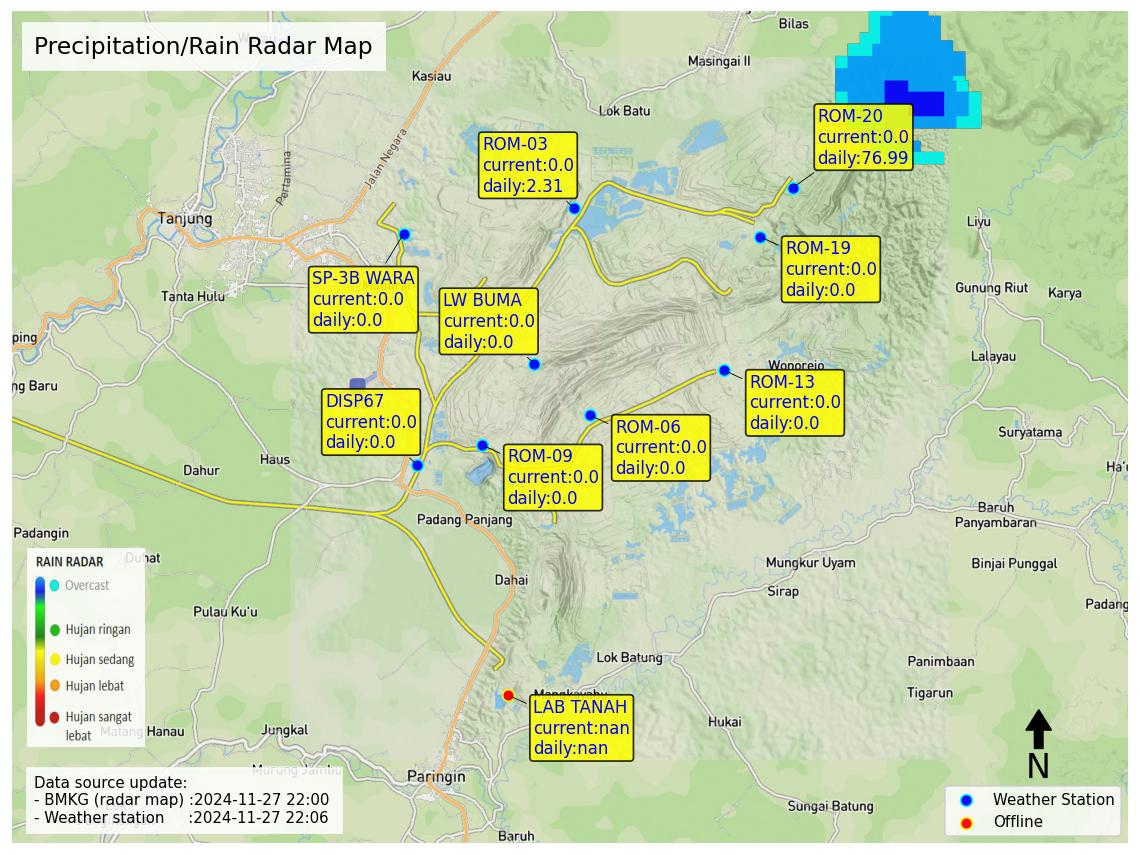 Precipitation/Rain Radar Map
Bilas
Masingai II
Kasiau
Lok Batu
Jalan Negara
Pertamina
Tanjung
Tanta Hulu
ROM-20
current:0.0
daily:76.99
ROM-03
current:0.0
daily:2.31
ROM-19
current:0.0
daily:0.0
SP-3B WARA
current:0.0
daily:0.0
LW BUMA
current:0.0
daily:0.0
Liyu
Gunung Riut
Karya
Lalayau
ping
ng Baru
Wonorejo
ROM-13
current:0.0
daily:0.0
DISP67
current:0.0
daily:0.0
ROM-06
current:0.0
daily:0.0
ROM-09
current:0.0
daily:0.0
Suryatama
Ha'u
Haus
Dahur
Baruh
Panyambaran
Padang Panjang
Padangin
Duhat
Mungkur Uyam
Binjai Punggal
Dahai
Sirap
Padang
Pulau Ku'u
RAIN RADAR
Overcast
Hujan ringan
Hujan sedang
Hujan lebat
Hujan sangat
lebat
Lok Batung
Panimbaan
Tigarun
Mangkayahu
LAB TANAH
current:nan
daily:nan
Hukai
Matang Hanau
Jungkal
Murung Jambu
Paringin
Sungai Batung
Baruh
Data source update:
- BMKG (radar map) :2024-11-27 22:00
- Weather station :2024-11-27 22:06
N
Weather Station
Offline